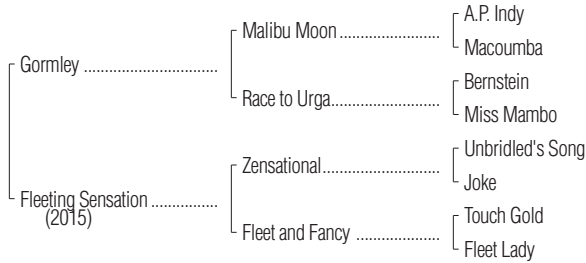 A.P. Indy
Malibu Moon
Macoumba
Gormley
Bernstein
Race to Urga
Miss Mambo
Unbridled's Song
Zensational
Joke
Fleeting Sensation
(2015)
Touch Gold
Fleet and Fancy
Fleet Lady